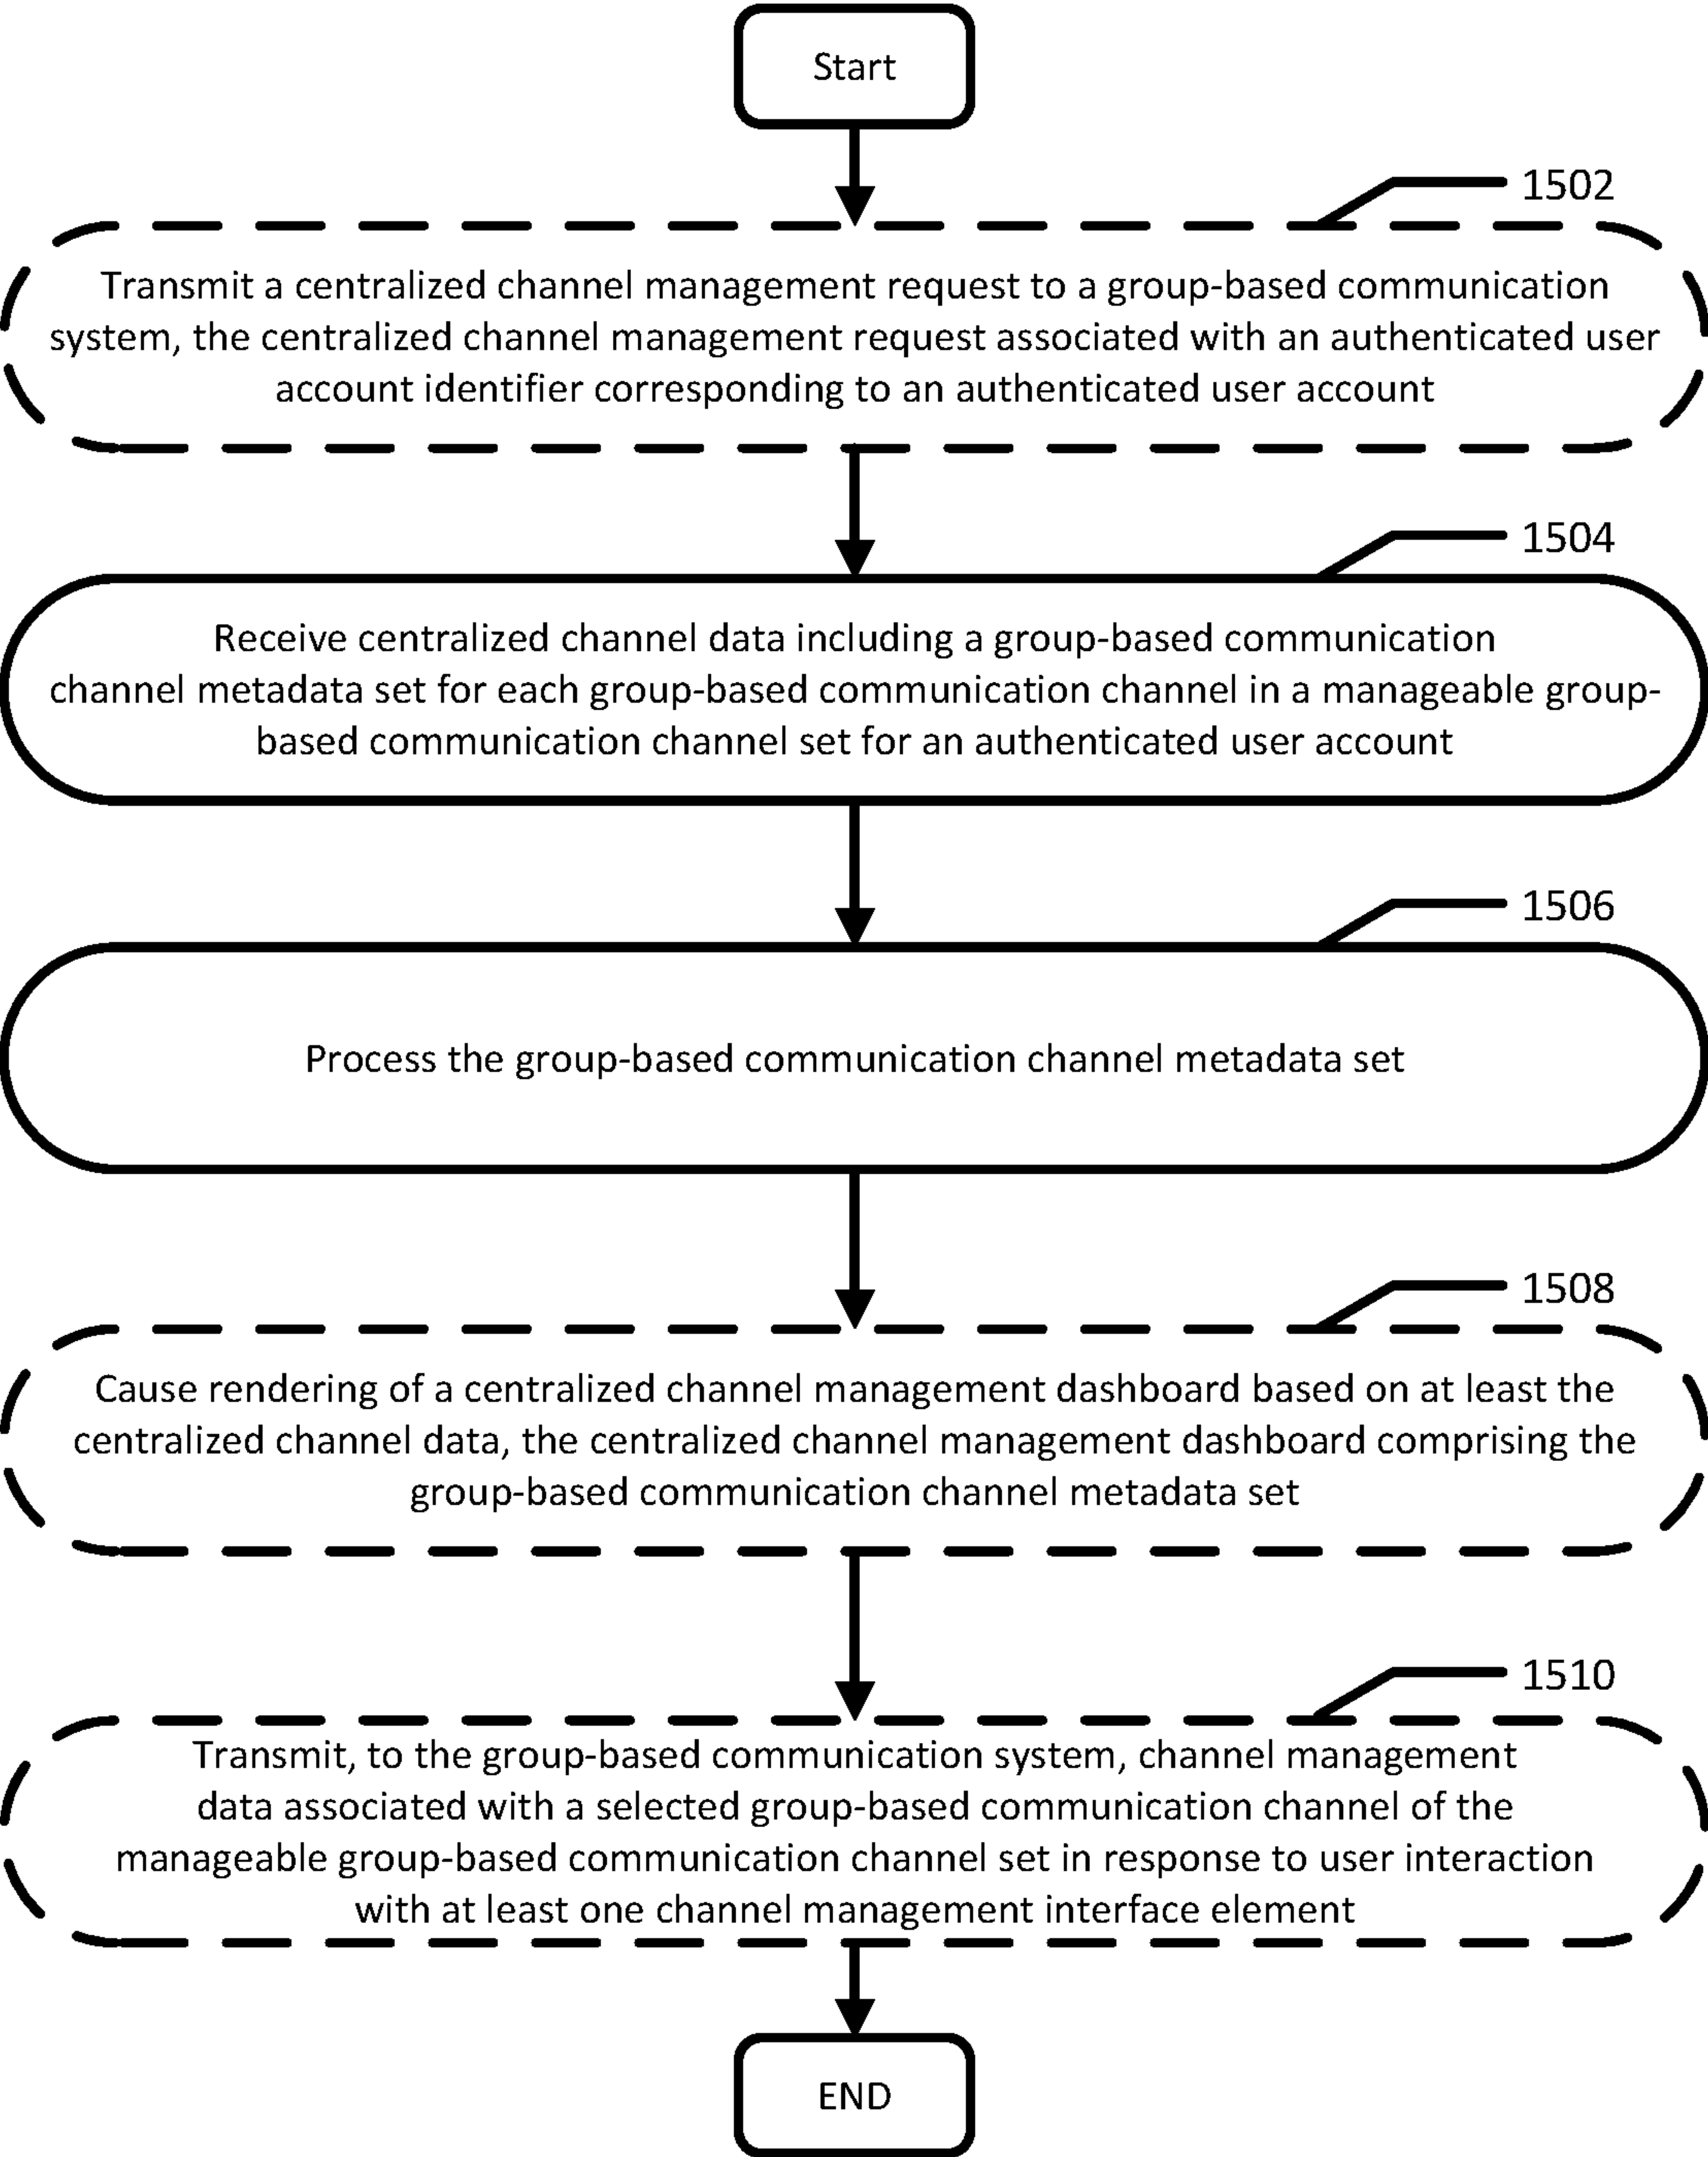 Start
1502
Transmit a centralized channel management request to a group-based communication
system, the centralized channel management request associated with an authenticated user
account identifier corresponding to an authenticated user account
1504
Receive centralized channel data including a group-based communication
channel metadata set for each group-based communication channel in a manageable group-
based communication channel set for an authenticated user account
1506
Process the group-based communication channel metadata set
1508
Cause rendering of a centralized channel management dashboard based on at least the
centralized channel data, the centralized channel management dashboard comprising the
group-based communication channel metadata set
1510
Transmit, to the group-based communication system, channel management
data associated with a selected group-based communication channel of the
manageable group-based communication channel set in response to user interaction
with at least one channel management interface element
END